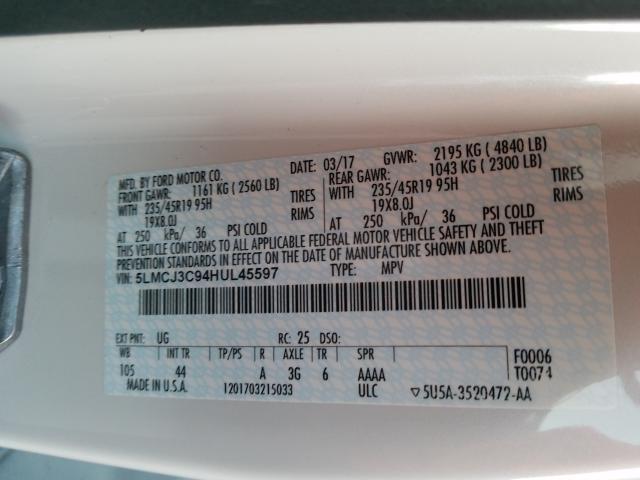 MFD. BY FORD MOTOR CO. DATE: 03/17 GVWR: 2195 KG ( 4840 LB)
FRONT GAWR: 1161 KG ( 2560 LB) REAR GAWR: 1043 KG ( 2300 LB)
WITH 235/45R19 95H TIRES WITH 235/45R19 95H TIRES
19X8.0J RIMS 19X8.0J RIMS
AT 250 kPa/ 36 PSI COLD AT 250 kPa/ 36 PSI COLD
THIS VEHICLE CONFORMS TO ALL APPLICABLE FEDERAL MOTOR VEHICLE SAFETY AND THEFT
PREVENTION STANDARDS IN EFFECT ON THE DATE OF MANUFACTURE SHOWN ABOVE.
VIN: 5LMCJ3C94HUL45597 TYPE: MPV
EXT PNT: UG RC: 25 DSO:
WB INT TR TP/PS R AXLE TR SPR F0006
105 44 A 3G 6 AAAA T0074
MADE IN U.S.A. 1201703215033 ULC ▽5U5A-3520472-AA